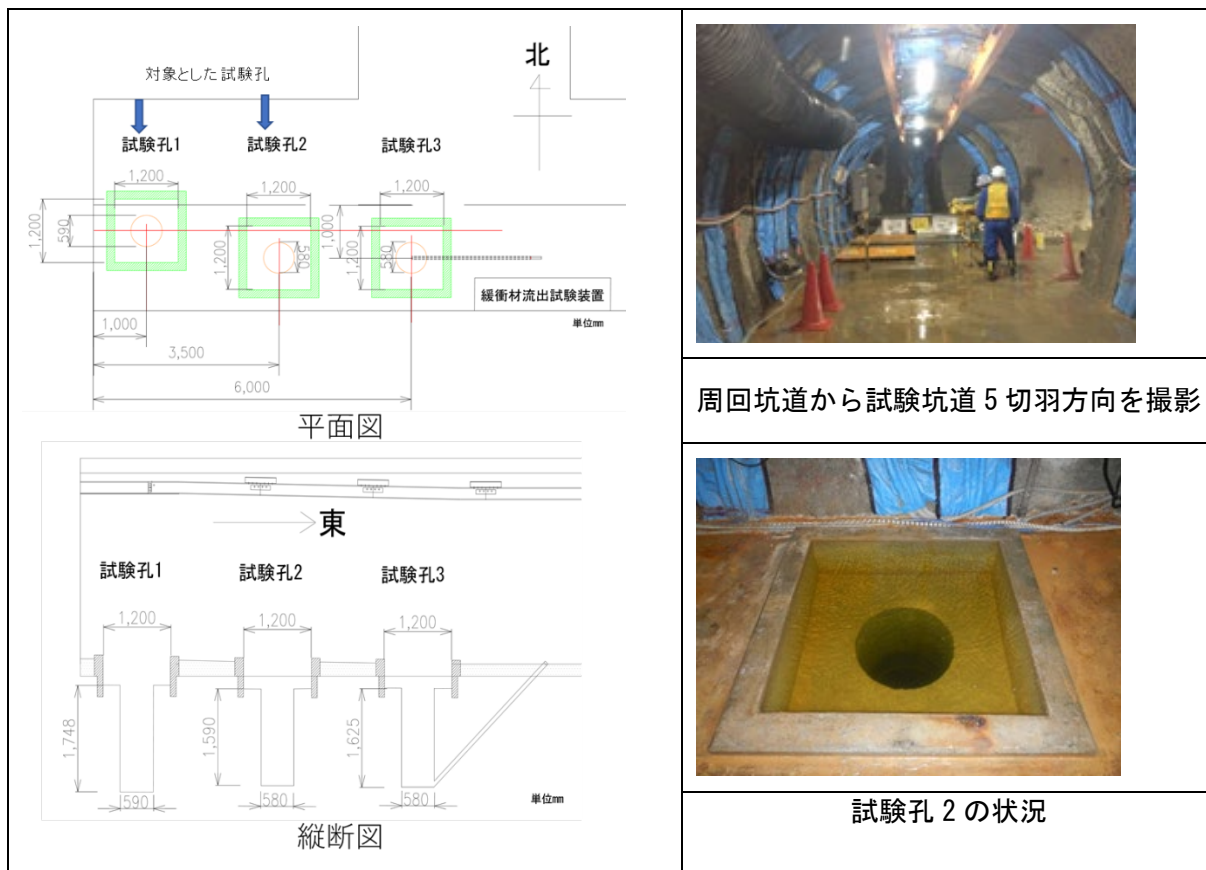 対象とした試験孔
北
試験孔1
試験孔2
試験孔3
1,200
1,200
1,200
1,200
590
1,200
580
1,000
1,200
580
緩衝材流出試験装置
単位mm
1,000
3,500
6,000
平面図
東
試験孔1
試験孔2
試験孔3
1,200
1,200
1,200
1,748
1,590
1,625
590
580
580
単位mm
縦断図
周回坑道から試験坑道5切羽方向を撮影
試験孔2の状況